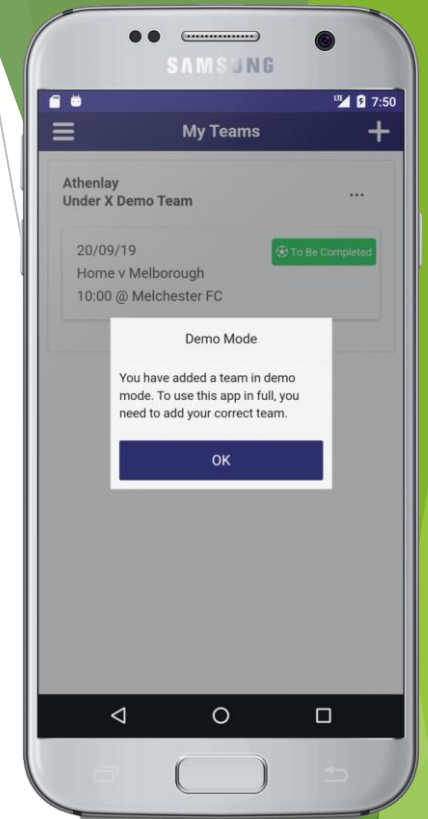 SAMSUNG
LTE 7:50
My Teams
Athenlay
Under X Demo Team
...
20/09/19
To Be Completed
Home v Melborough
10:00 @ Melchester FC
Demo Mode
You have added a team in demo
mode. To use this app in full, you
need to add your correct team.
OK